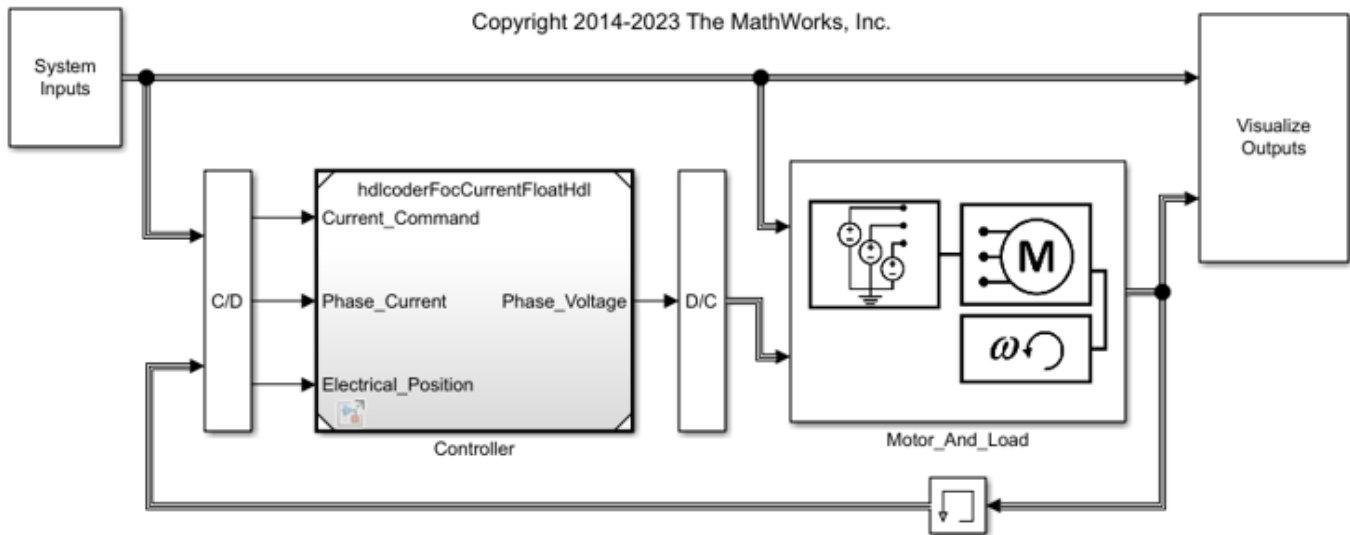 Copyright 2014-2023 The MathWorks, Inc.
System
Inputs
Visualize
Outputs
hdlcoderFocCurrentFloatHdl
Current_Command
C/D
Phase_Current
Phase_Voltage
D/C
Electrical_Position
M
ω
Controller
Motor_And_Load